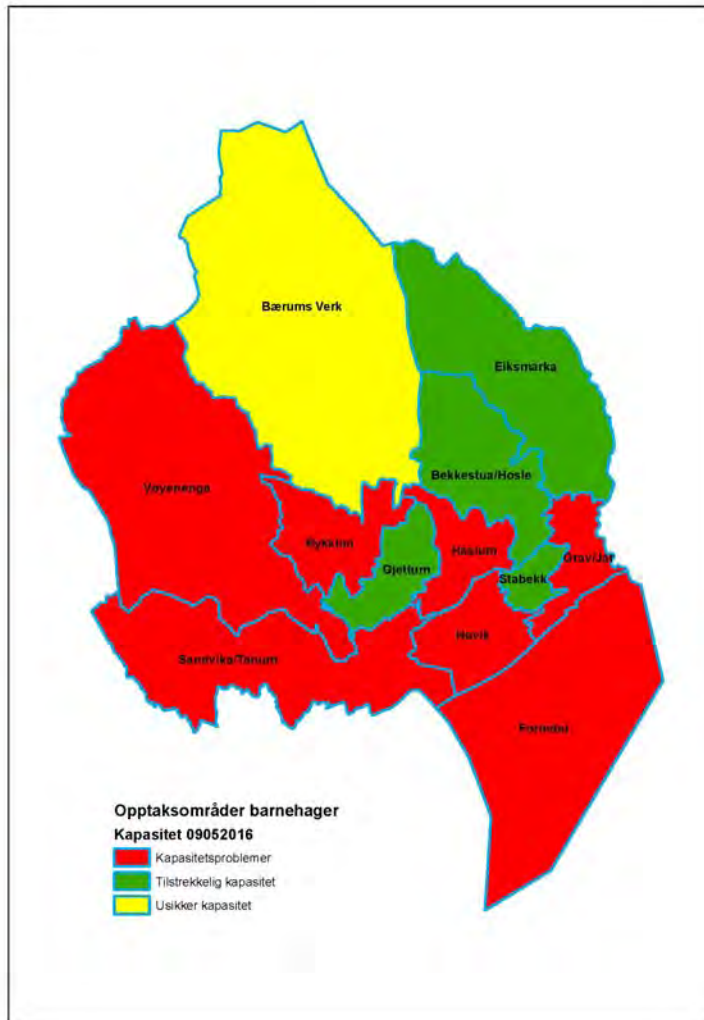 Bærums Verk
Eiksmarka
Bekkestua/Hosle
Vøyenenga
Rykkinn
Haslum
Grav/Jar
Gjettum
Stabekk
Høvik
Sandvika/Tanum
Fornebu
Opptaksområder barnehager
Kapasitet 09052016
Kapasitetsproblemer
Tilstrekkelig kapasitet
Usikker kapasitet